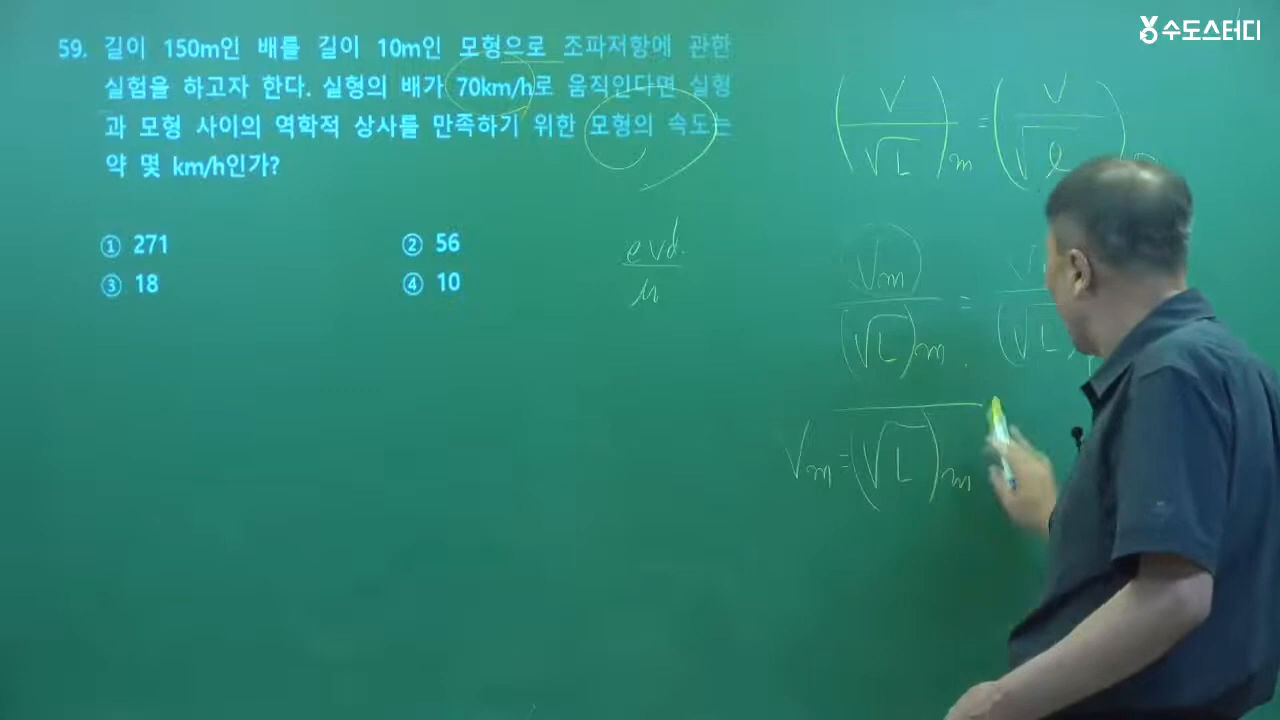 수도스터디
59. 길이 150m인 배를 길이 10m인 모형으로 조파저항에 관한
실험을 하고자 한다. 실형의 배가 70km/h로 움직인다면 실형
과 모형 사이의 역학적 상사를 만족하기 위한 모형의 속도는
약 몇 km/h인가?
① 271
② 56
③ 18
④ 10
(V/√L)m = (V/√l)
ρVd/μ
Vm/(√L)m = V/(√L)
Vm = (√L)m